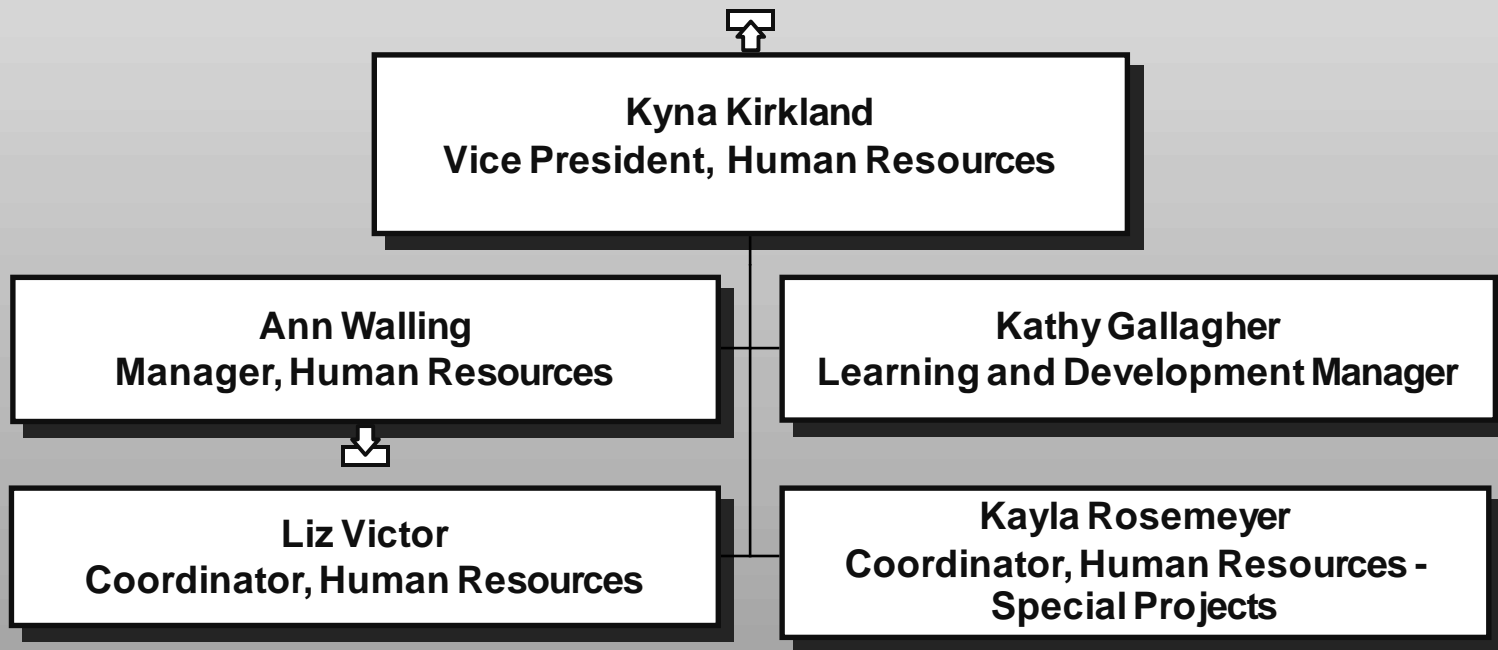 Kyna Kirkland
Vice President, Human Resources
Ann Walling
Manager, Human Resources
Kathy Gallagher
Learning and Development Manager
Liz Victor
Coordinator, Human Resources
Kayla Rosemeyer
Coordinator, Human Resources -
Special Projects